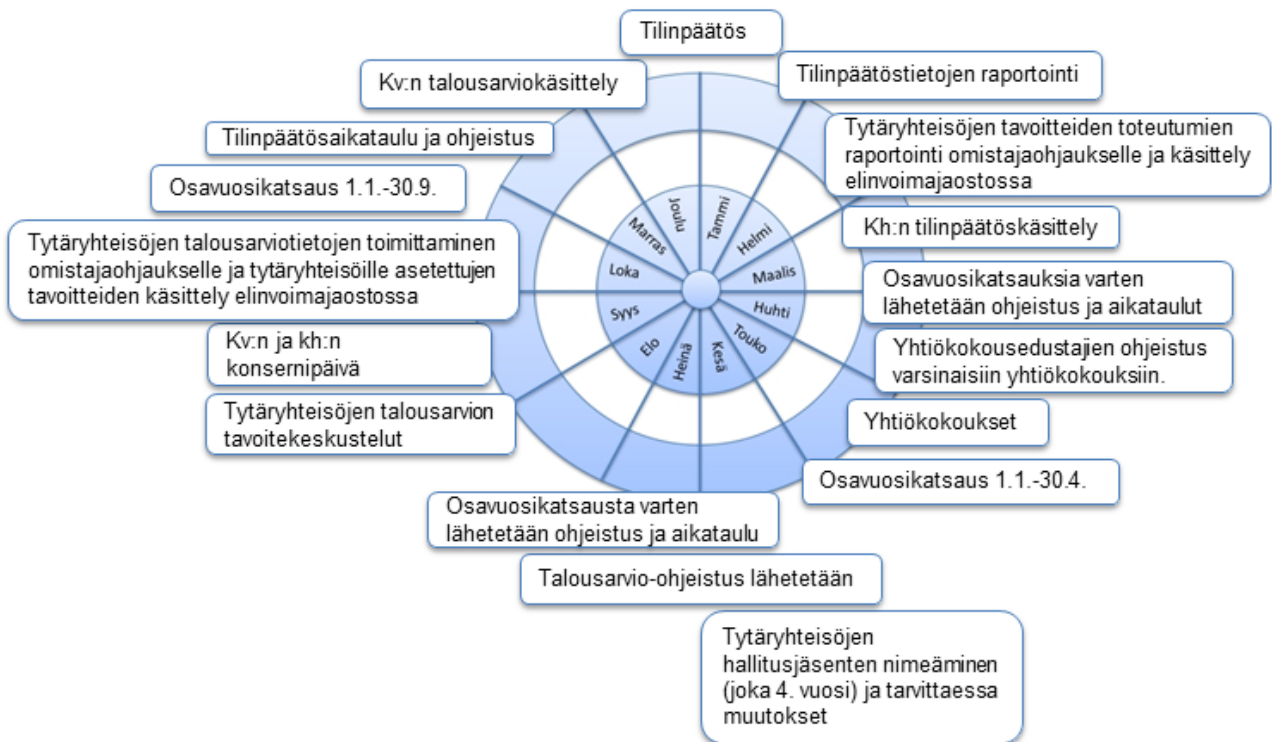 Tilinpäätös
Tilinpäätöstietojen raportointi
Kv:n talousarviokäsittely
Tytäryhteisöjen tavoitteiden toteutumien
raportointi omistajaohjaukselle ja käsittely
elinvoimajaostossa
Tilinpäätösaikataulu ja ohjeistus
Osavuosikatsaus 1.1.-30.9.
Kh:n tilinpäätöskäsittely
Tytäryhteisöjen talousarviotietojen toimittaminen
omistajaohjaukselle ja tytäryhteisöille asetettujen
tavoitteiden käsittely elinvoimajaostossa
Osavuosikatsauksia varten
lähetetään ohjeistus ja aikataulut
Kv:n ja kh:n
konsernipäivä
Yhtiökokousedustajien ohjeistus
varsinaisiin yhtiökokouksiin.
Tytäryhteisöjen talousarvion
tavoitekeskustelut
Yhtiökokoukset
Osavuosikatsaus 1.1.-30.4.
Osavuosikatsausta varten
lähetetään ohjeistus ja aikataulu
Talousarvio-ohjeistus lähetetään
Tytäryhteisöjen
hallitusjäsenten nimeäminen
(joka 4. vuosi) ja tarvittaessa
muutokset
Tammi
Helmi
Maalis
Huhti
Touko
Kesä
Heinä
Elo
Syys
Loka
Marras
Joulu